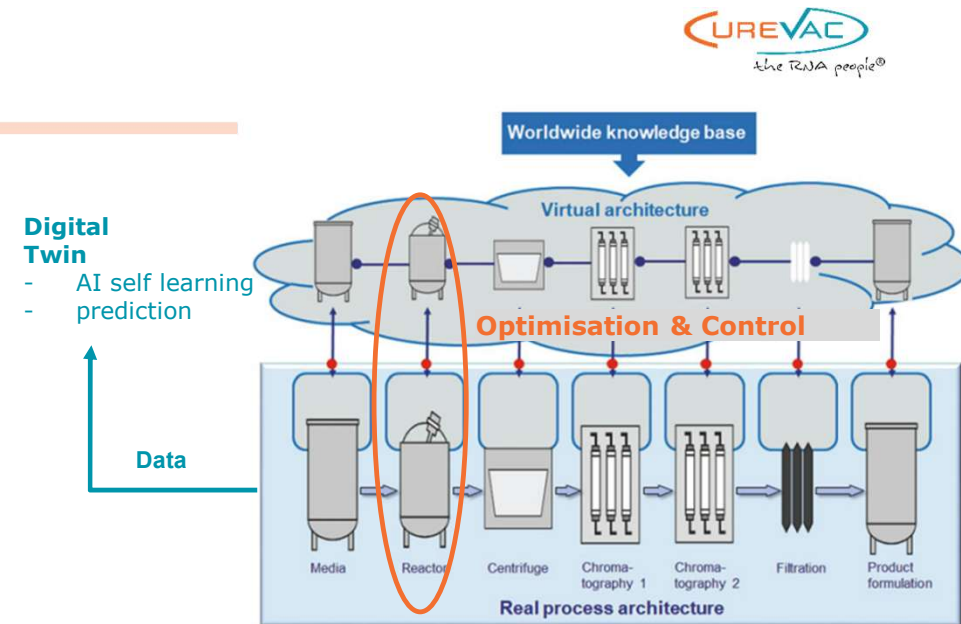 CUREVAC
the RNA people®
Worldwide knowledge base
Virtual architecture
Digital
Twin
- AI self learning
- prediction
Optimisation & Control
Data
Media
Reactor
Centrifuge
Chroma-
tography 1
Chroma-
tography 2
Filtration
Product
formulation
Real process architecture